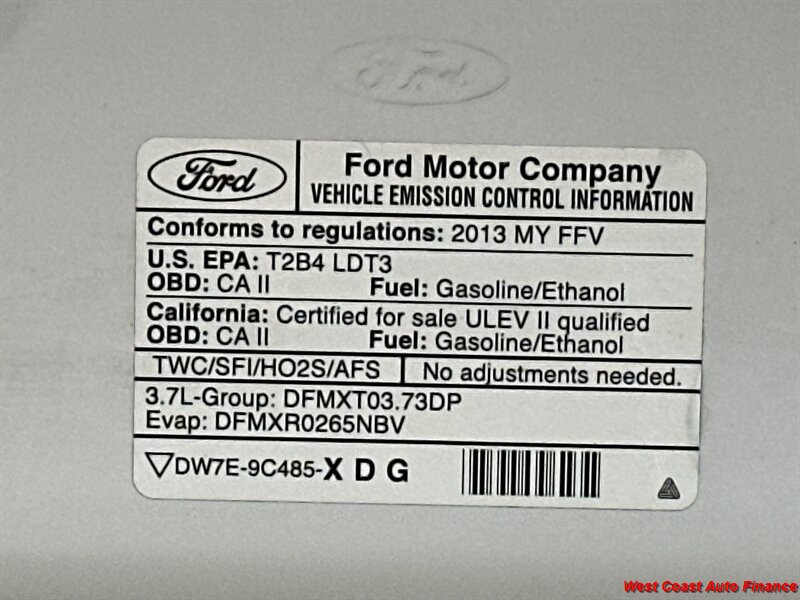 Ford
Ford
Ford Motor Company
VEHICLE EMISSION CONTROL INFORMATION
Conforms to regulations: 2013 MY FFV
U.S. EPA: T2B4 LDT3
OBD: CA II Fuel: Gasoline/Ethanol
California: Certified for sale ULEV II qualified
OBD: CA II Fuel: Gasoline/Ethanol
TWC/SFI/HO2S/AFS No adjustments needed.
3.7L-Group: DFMXT03.73DP
Evap: DFMXR0265NBV
DW7E-9C485-X D G
West Coast Auto Finance